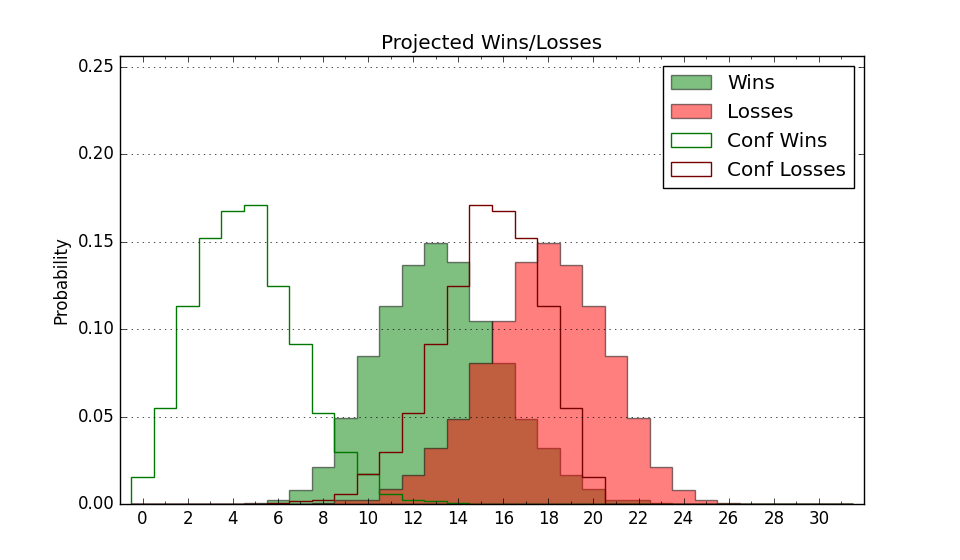 Projected Wins/Losses
0.25
0.20
0.15
0.10
0.05
0.00
Probability
Wins
Losses
Conf Wins
Conf Losses
0 2 4 6 8 10 12 14 16 18 20 22 24 26 28 30